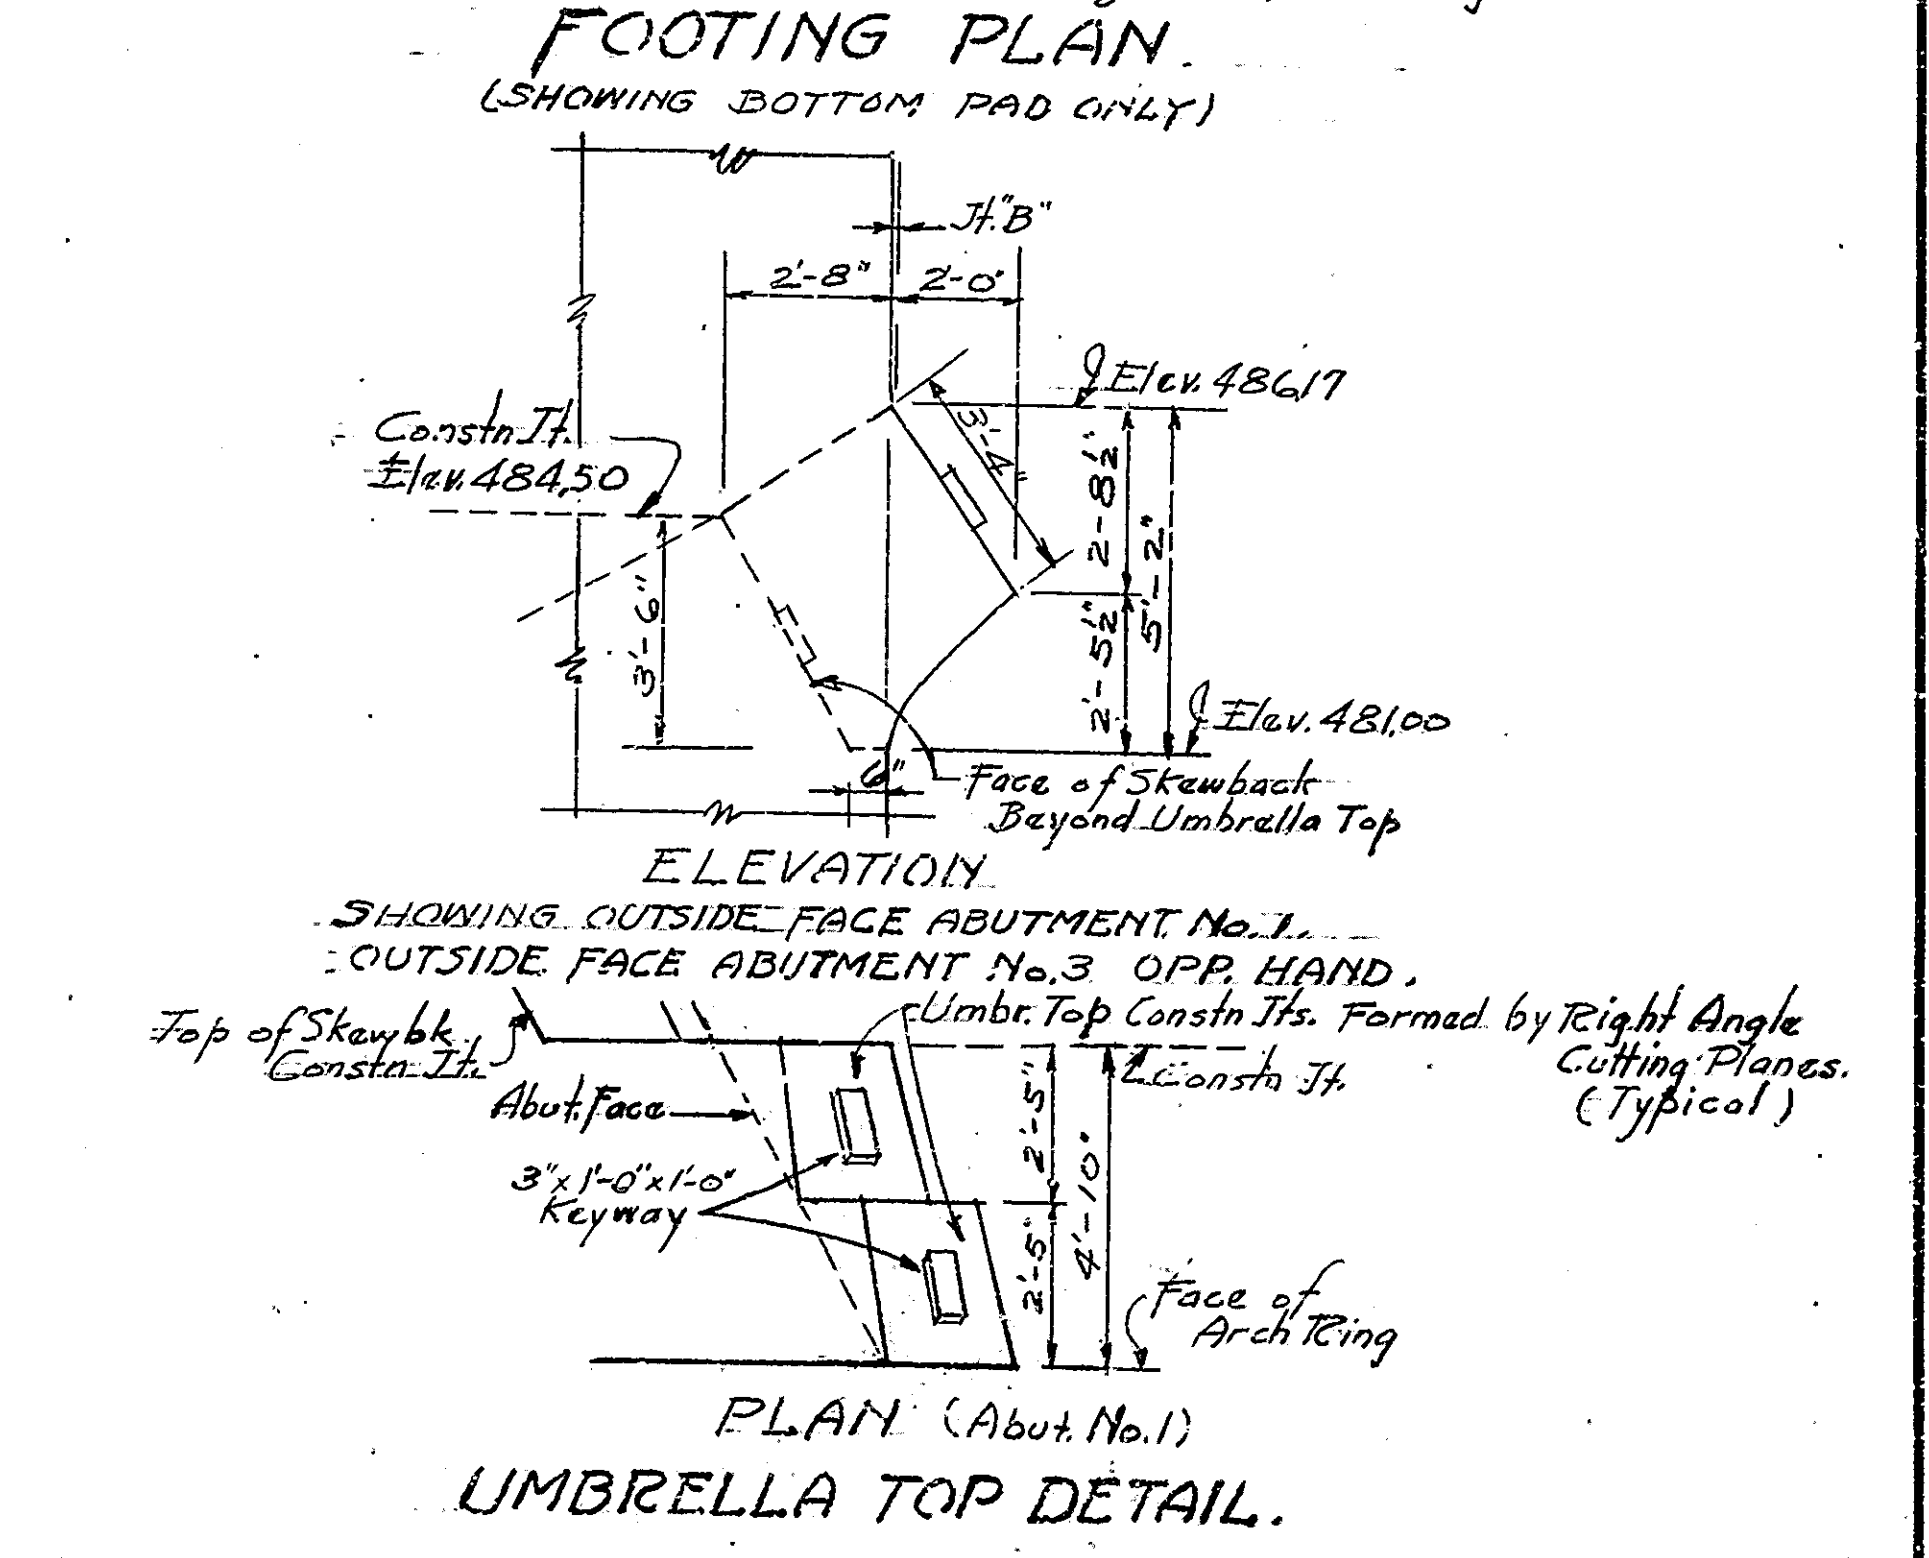 FOOTING PLAN.
(SHOWING BOTTOM PAD ONLY)
Jt. "B"
2'-8"
2'-0"
Elev. 486.17
Constn Jt.
Elev. 484.50
3'-4"
2'-8½"
5'-2"
3'-6"
2'-5½"
Elev. 481.00
6"
Face of Skewback
Beyond Umbrella Top
ELEVATION
SHOWING OUTSIDE FACE ABUTMENT No. 1.
OUTSIDE FACE ABUTMENT No. 3 OPP. HAND.
Top of Skewbk
Constn Jt.
Umbr. Top Constn Jts. Formed by Right Angle
Cutting Planes.
(Typical)
Constn Jt.
Abut. Face
2'-5"
4'-10"
3"x1'-0"x1'-0"
Keyway
2'-5"
Face of
Arch Ring
PLAN (Abut. No. 1)
UMBRELLA TOP DETAIL.